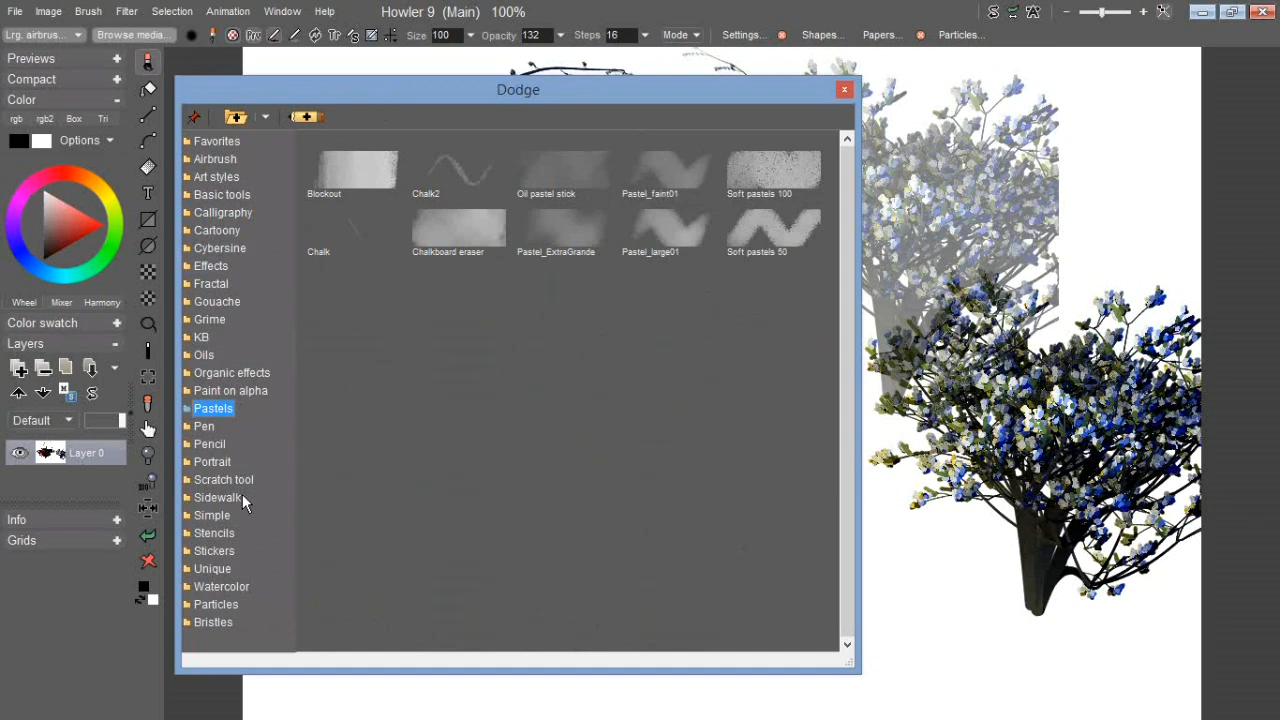 File Image Brush Filter Selection Animation Window Help Howler 9 (Main) 100%
Lrg. airbrus... Browse media... Size 100 Opacity 132 Steps 16 Mode Settings... Shapes... Papers... Particles...
Previews
Compact
Color
rgb rgb2 Box Tri
Options
Wheel Mixer Harmony
Color swatch
Layers
Default
Layer 0
Info
Grids
Dodge
Favorites
Airbrush
Art styles
Basic tools
Calligraphy
Cartoony
Cybersine
Effects
Fractal
Gouache
Grime
KB
Oils
Organic effects
Paint on alpha
Pastels
Pen
Pencil
Portrait
Scratch tool
Sidewalk
Simple
Stencils
Stickers
Unique
Watercolor
Particles
Bristles
Blockout Chalk2 Oil pastel stick Pastel_faint01 Soft pastels 100
Chalk Chalkboard eraser Pastel_ExtraGrande Pastel_large01 Soft pastels 50